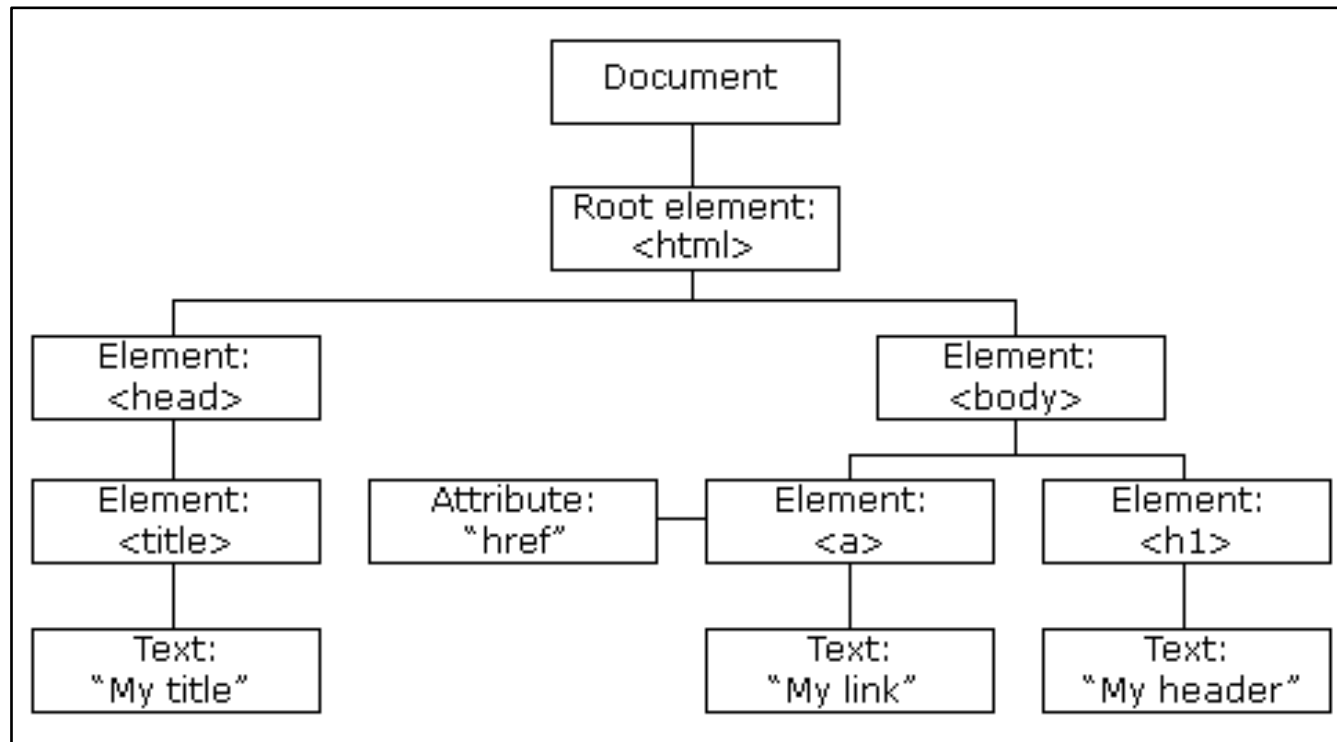 Document
Root element:
<html>
Element:
<head>
Element:
<body>
Element:
<title>
Attribute:
“href”
Element:
<a>
Element:
<h1>
Text:
“My title”
Text:
“My link”
Text:
“My header”